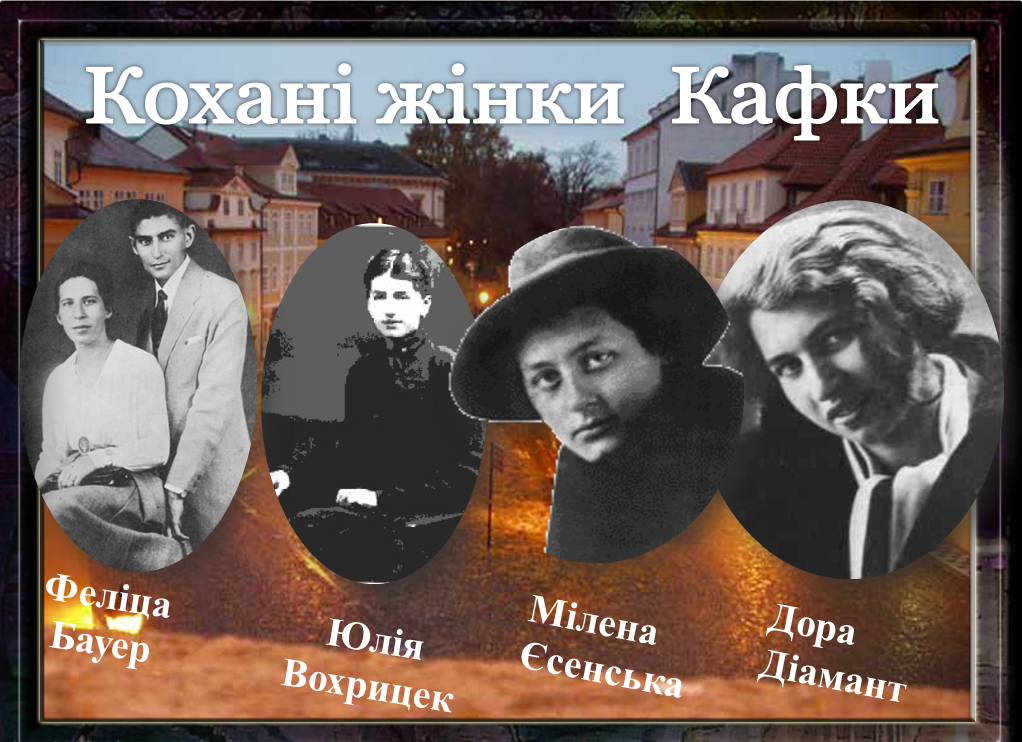 Кохані жінки Кафки
Феліца
Бауер
Юлія
Вохрицек
Мілена
Єсенська
Дора
Діамант